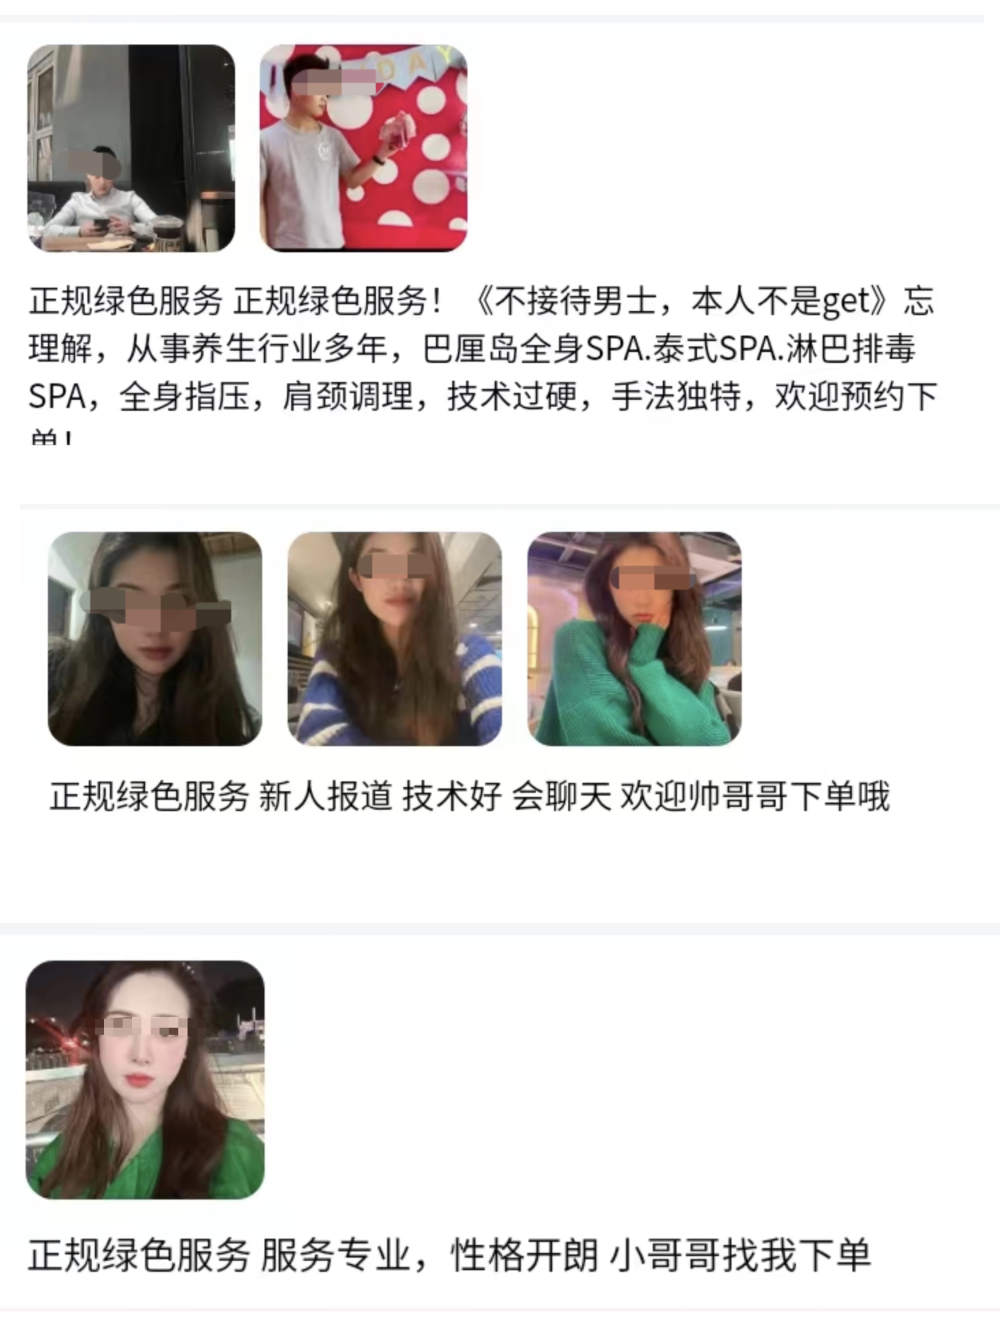 DAY
正规绿色服务 正规绿色服务！《不接待男士，本人不是get》忘
理解，从事养生行业多年，巴厘岛全身SPA.泰式SPA.淋巴排毒
SPA，全身指压，肩颈调理，技术过硬，手法独特，欢迎预约下
单！
正规绿色服务 新人报道 技术好 会聊天 欢迎帅哥哥下单哦
正规绿色服务 服务专业，性格开朗 小哥哥找我下单